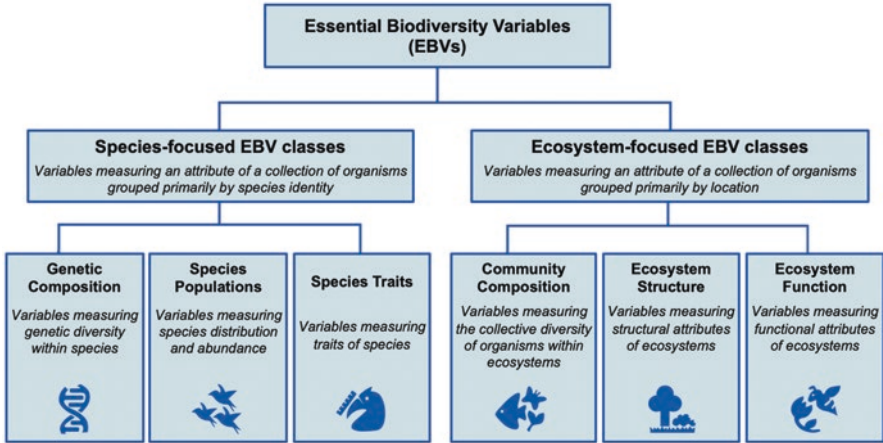 Essential Biodiversity Variables
(EBVs)
Species-focused EBV classes
Variables measuring an attribute of a collection of organisms
grouped primarily by species identity
Ecosystem-focused EBV classes
Variables measuring an attribute of a collection of organisms
grouped primarily by location
Genetic
Composition
Variables measuring
genetic diversity
within species
Species
Populations
Variables measuring
species distribution
and abundance
Species Traits
Variables measuring
traits of species
Community
Composition
Variables measuring
the collective diversity
of organisms within
ecosystems
Ecosystem
Structure
Variables measuring
structural attributes
of ecosystems
Ecosystem
Function
Variables measuring
functional attributes
of ecosystems